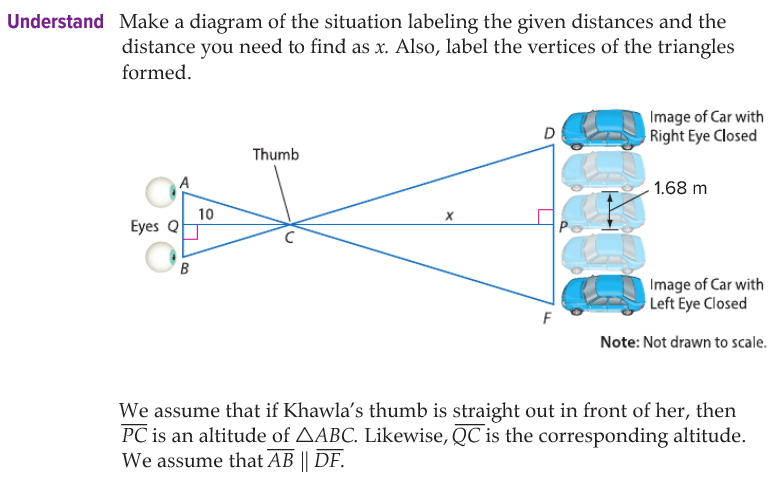 Understand Make a diagram of the situation labeling the given distances and the
distance you need to find as x. Also, label the vertices of the triangles
formed.
Image of Car with
Right Eye Closed
D
Thumb
A
1.68 m
10
x
Eyes Q
P
C
B
Image of Car with
Left Eye Closed
F
Note: Not drawn to scale.
We assume that if Khawla's thumb is straight out in front of her, then
PC is an altitude of △ABC. Likewise, QC is the corresponding altitude.
We assume that AB || DF.